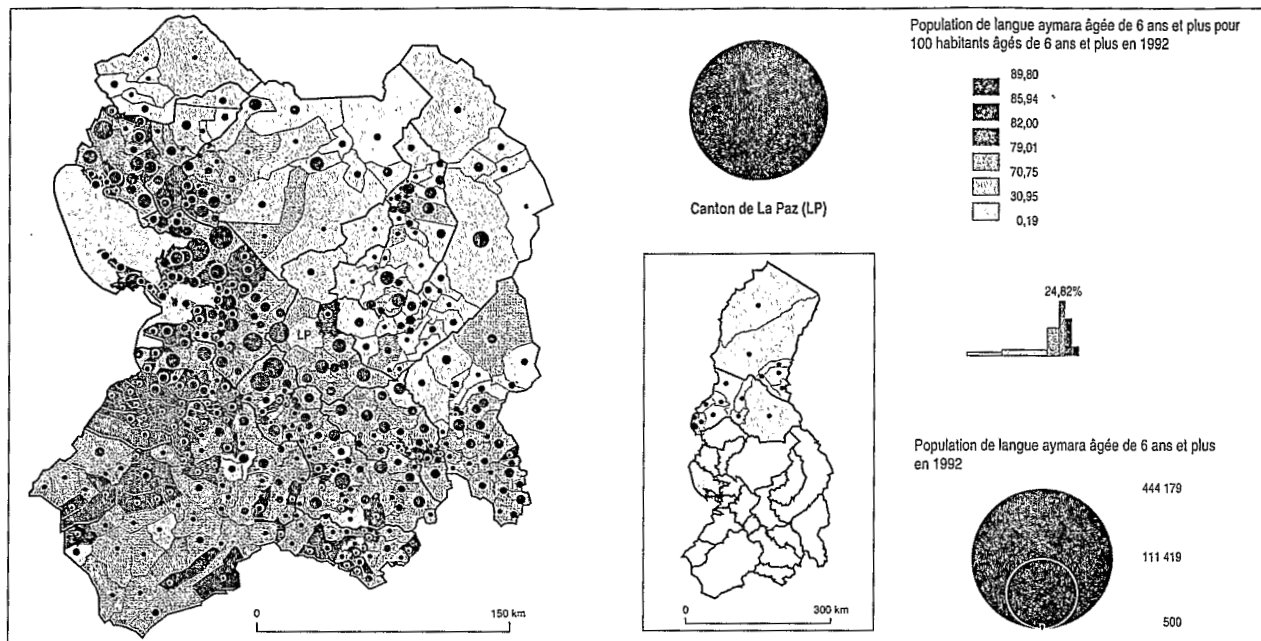 Population de langue aymara âgée de 6 ans et plus pour
100 habitants âgés de 6 ans et plus en 1992
89,80
85,94
82,00
79,01
70,75
30,95
0,19
Canton de La Paz (LP)
LP
24,62%
Population de langue aymara âgée de 6 ans et plus
en 1992
444 179
111 419
500
0
150 km
0
300 km